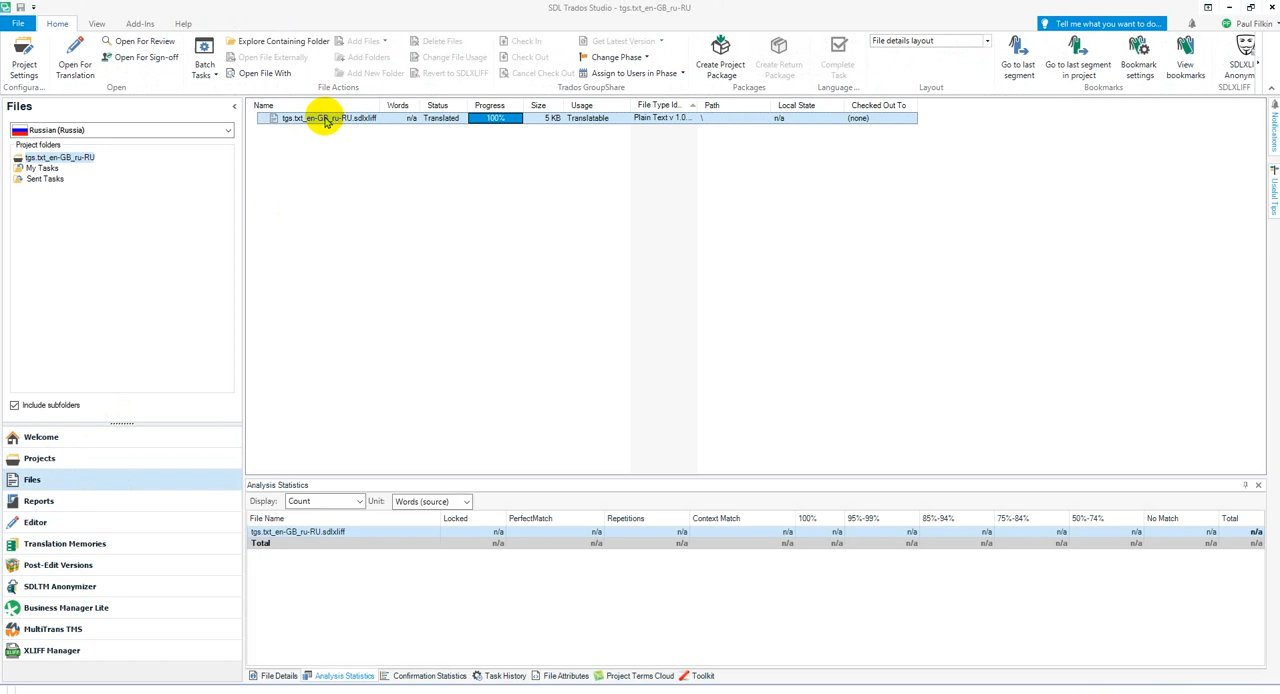 SDL Trados Studio - tgs.txt_en-GB_ru-RU
File Home View Add-Ins Help
Tell me what you want to do...
Paul Filkin
Project Settings
Open For Translation
Open For Review
Open For Sign-off
Batch Tasks
Explore Containing Folder
Open File Externally
Open File With
Add Files
Add Folders
Add New Folder
Delete Files
Change File Usage
Revert to SDLXLIFF
Check In
Check Out
Cancel Check Out
Get Latest Version
Change Phase
Assign to Users in Phase
Create Project Package
Create Return Package
Complete Task
File details layout
Go to last segment
Go to last segment in project
Bookmark settings
View bookmarks
SDLXLI Anonym
Configura... Open File Actions Trados GroupShare Packages Language... Layout Bookmarks SDLXLIFF
Files
Russian (Russia)
Project folders
tgs.txt_en-GB_ru-RU
My Tasks
Sent Tasks
Include subfolders
Welcome
Projects
Files
Reports
Editor
Translation Memories
Post-Edit Versions
SDLTM Anonymizer
Business Manager Lite
MultiTrans TMS
XLIFF Manager
Name Words Status Progress Size Usage File Type Id... Path Local State Checked Out To
tgs.txt_en-GB_ru-RU.sdlxliff n/a Translated 100% 5 KB Translatable Plain Text v 1.0... \ n/a (none)
Notifications
Useful Tips
Analysis Statistics
Display: Count Unit: Words (source)
File Name Locked PerfectMatch Repetitions Context Match 100% 95%-99% 85%-94% 75%-84% 50%-74% No Match Total
tgs.txt_en-GB_ru-RU.sdlxliff n/a n/a n/a n/a n/a n/a n/a n/a n/a n/a n/a
Total n/a n/a n/a n/a n/a n/a n/a n/a n/a n/a n/a
File Details Analysis Statistics Confirmation Statistics Task History File Attributes Project Terms Cloud Toolkit